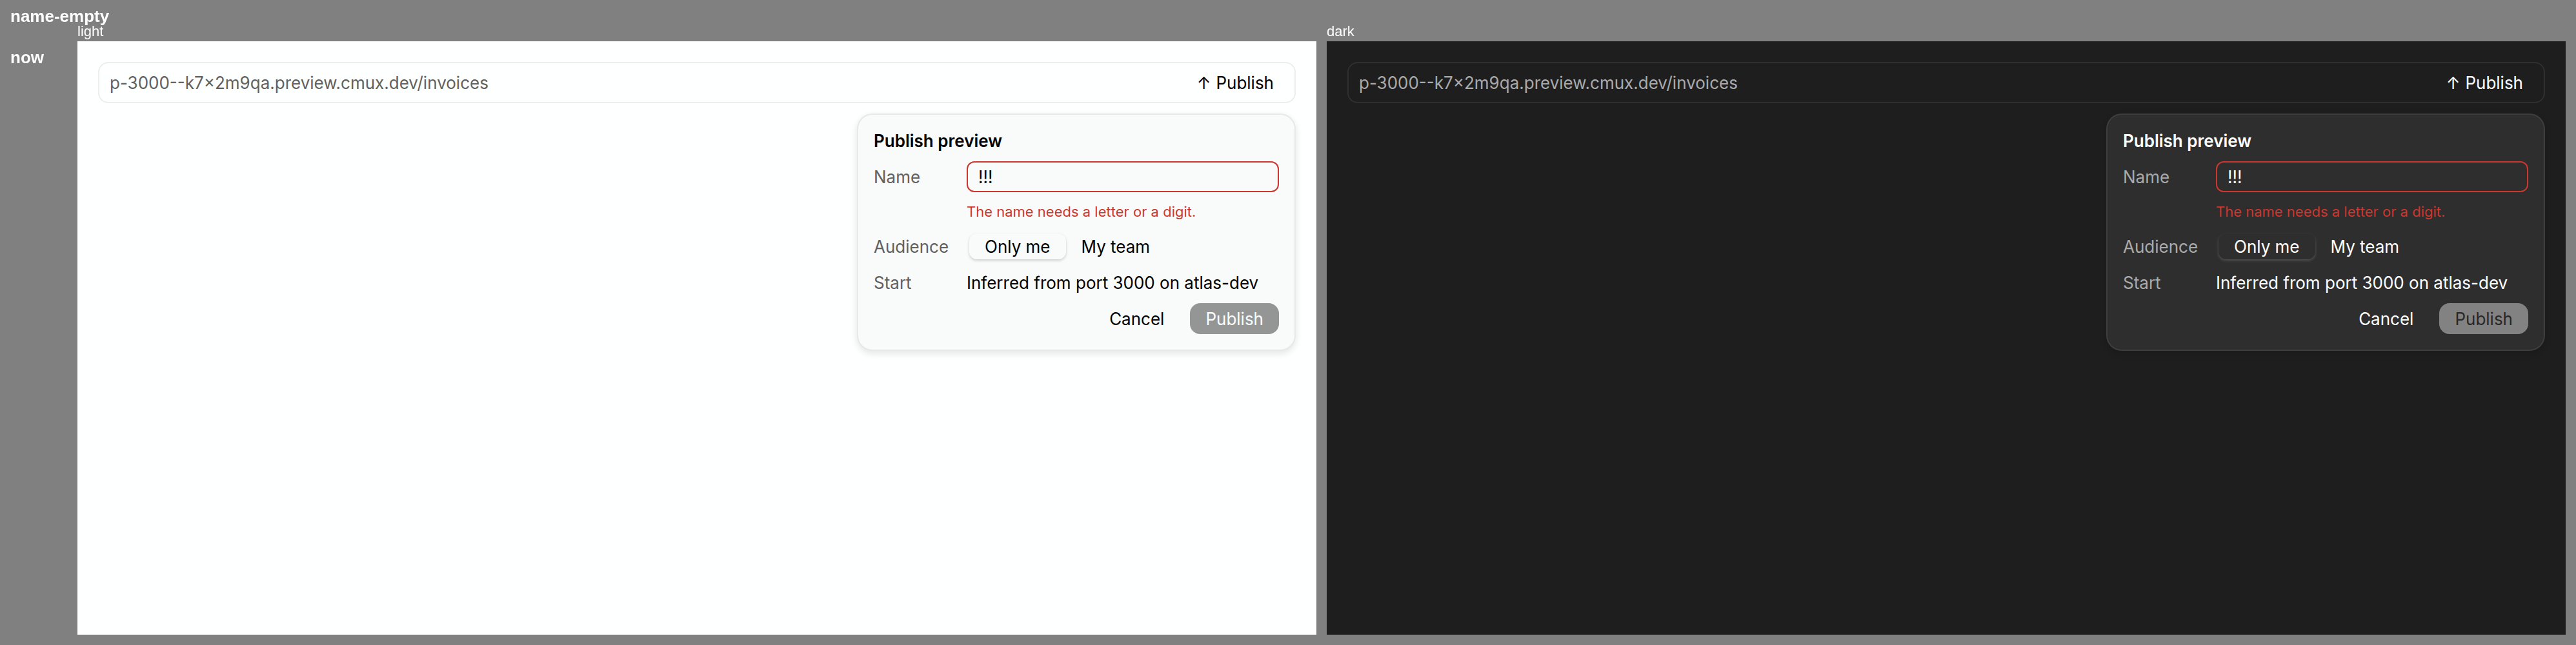 name-empty
light
dark
now
p-3000--k7×2m9qa.preview.cmux.dev/invoices
↑ Publish
Publish preview
Name
!!!
The name needs a letter or a digit.
Audience
Only me
My team
Start
Inferred from port 3000 on atlas-dev
Cancel
Publish
p-3000--k7×2m9qa.preview.cmux.dev/invoices
↑ Publish
Publish preview
Name
!!!
The name needs a letter or a digit.
Audience
Only me
My team
Start
Inferred from port 3000 on atlas-dev
Cancel
Publish